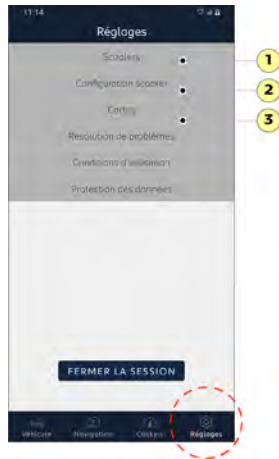 11:14
Réglages
Scooters
1
Configuration scooter
2
Cartes
3
Résolution de problèmes
Conditions d'utilisation
Protection des données
FERMER LA SESSION
Véhicule Navigation Réglages